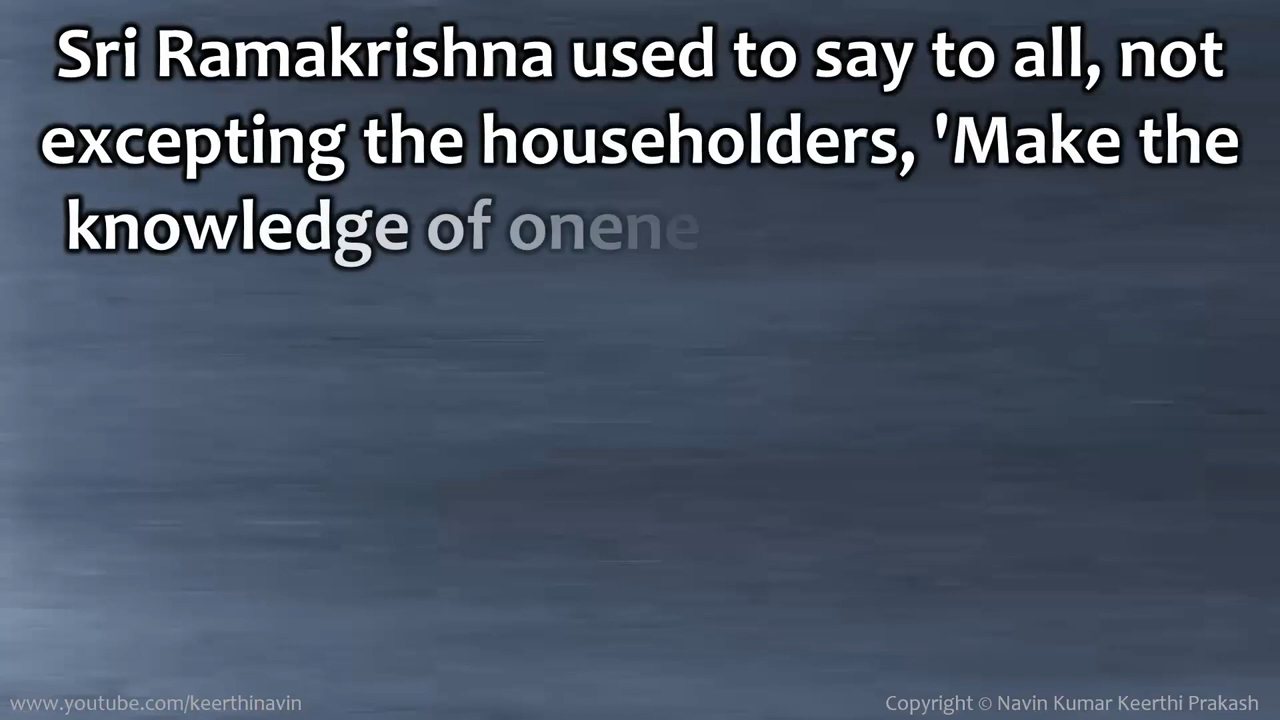 Sri Ramakrishna used to say to all, not
excepting the householders, 'Make the
knowledge of onene
www.youtube.com/keerthinavin
Copyright © Navin Kumar Keerthi Prakash